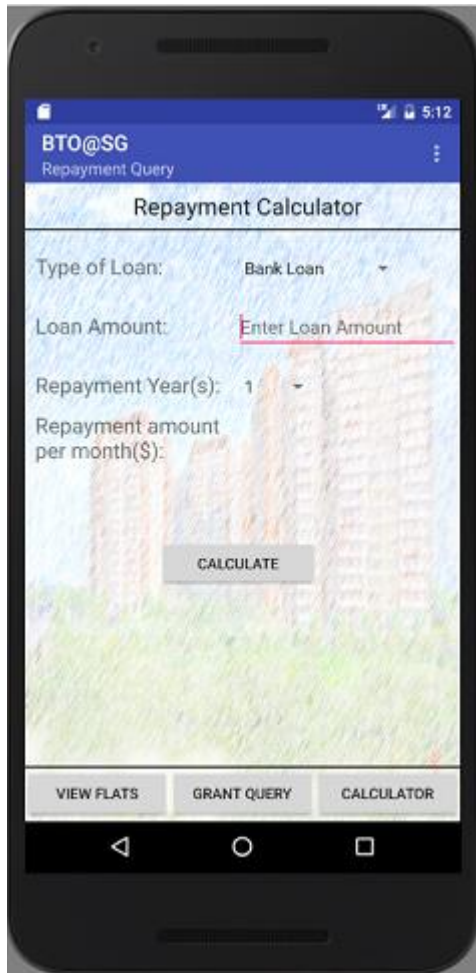 5:12
BTO@SG
Repayment Query
Repayment Calculator
Type of Loan: Bank Loan
Loan Amount: Enter Loan Amount
Repayment Year(s): 1
Repayment amount
per month($):
CALCULATE
VIEW FLATS GRANT QUERY CALCULATOR